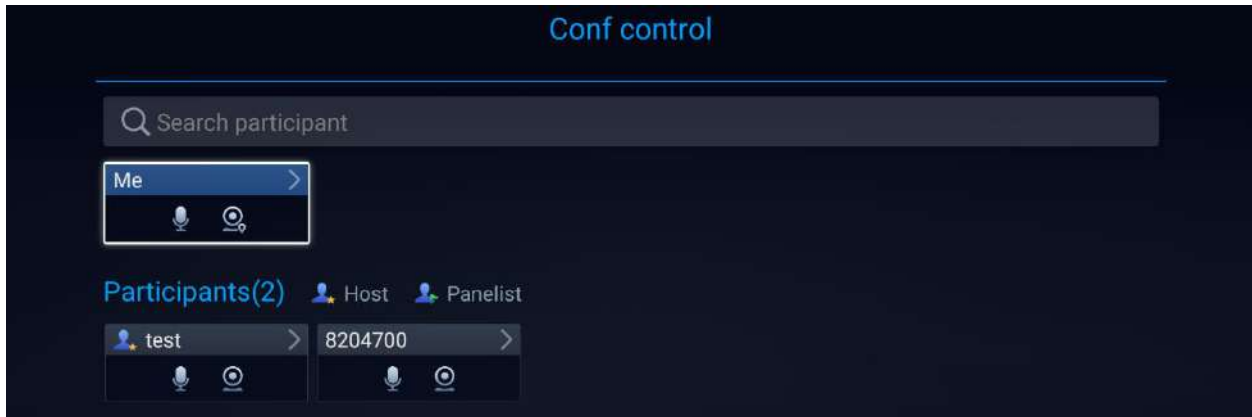 Conf control
Search participant
Me
Participants(2) Host Panelist
test 8204700